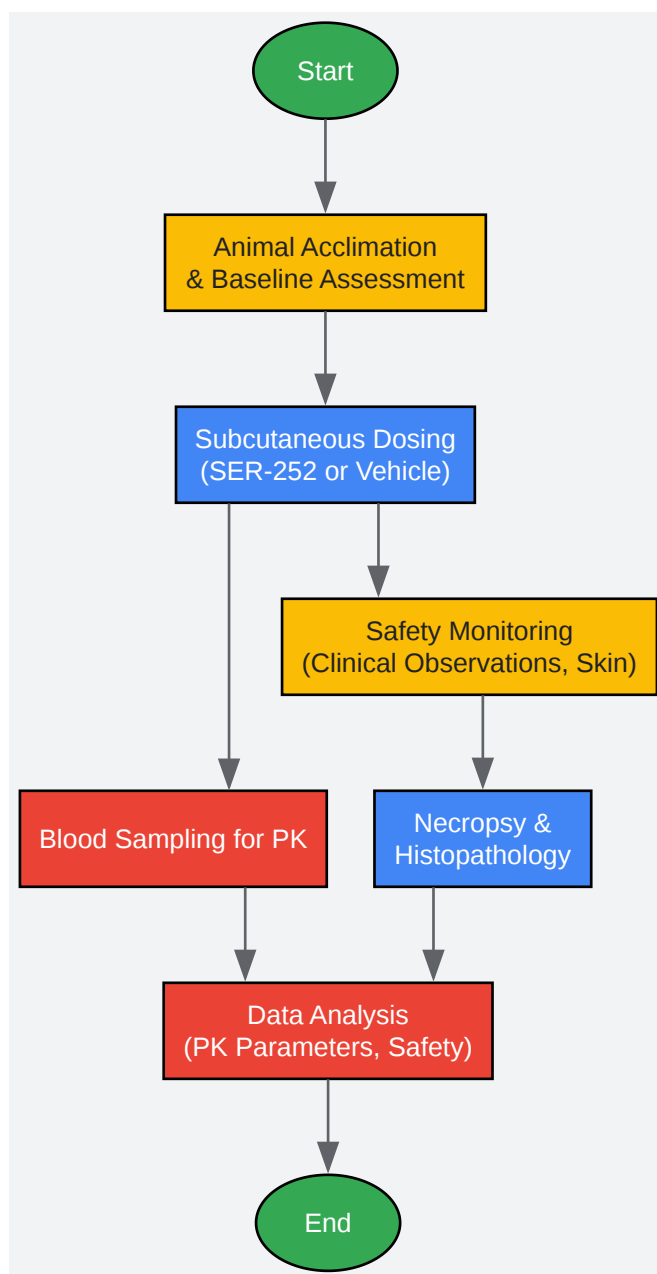 Start
Animal Acclimation
& Baseline Assessment
Subcutaneous Dosing
(SER-252 or Vehicle)
Safety Monitoring
(Clinical Observations, Skin)
Blood Sampling for PK
Necropsy &
Histopathology
Data Analysis
(PK Parameters, Safety)
End